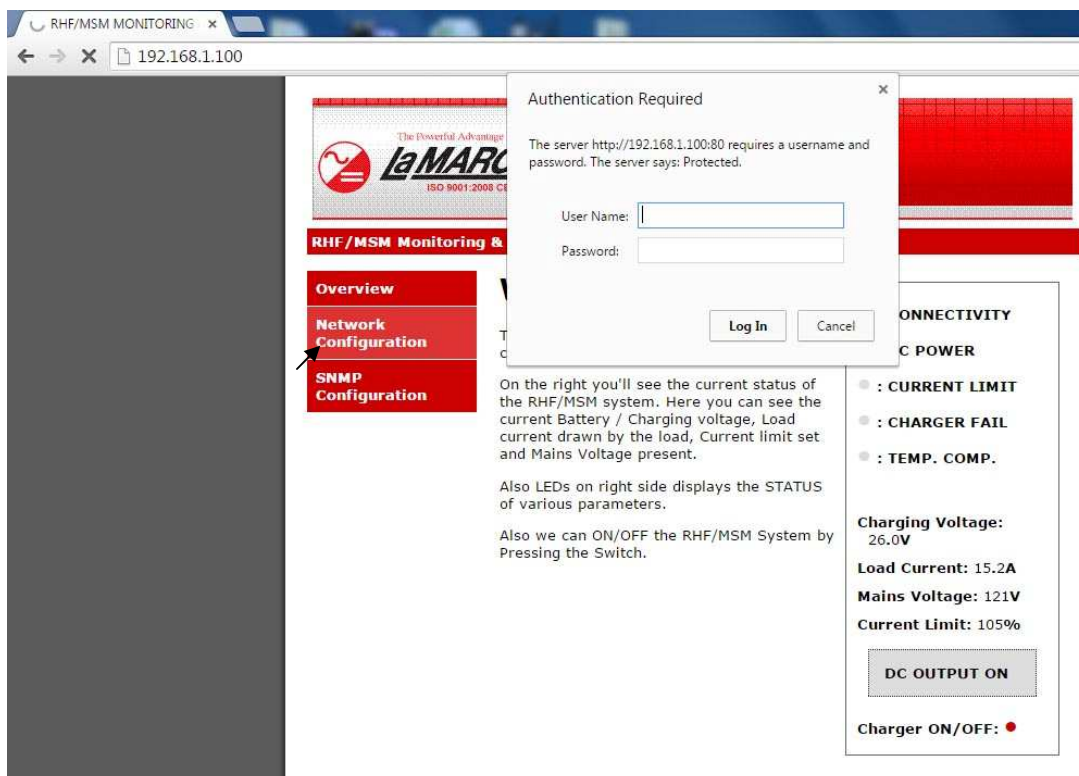 RHF/MSM MONITORING
192.168.1.100
Authentication Required
The server http://192.168.1.100:80 requires a username and
password. The server says: Protected.
User Name:
Password:
Log In Cancel
The Powerful Advantage
ISO 9001:2008
RHF/MSM Monitoring &
Overview
Network
Configuration
SNMP
Configuration
On the right you'll see the current status of
the RHF/MSM system. Here you can see the
current Battery / Charging voltage, Load
current drawn by the load, Current limit set
and Mains Voltage present.
Also LEDs on right side displays the STATUS
of various parameters.
Also we can ON/OFF the RHF/MSM System by
Pressing the Switch.
ONNECTIVITY
C POWER
: CURRENT LIMIT
: CHARGER FAIL
: TEMP. COMP.
Charging Voltage:
26.0V
Load Current: 15.2A
Mains Voltage: 121V
Current Limit: 105%
DC OUTPUT ON
Charger ON/OFF: